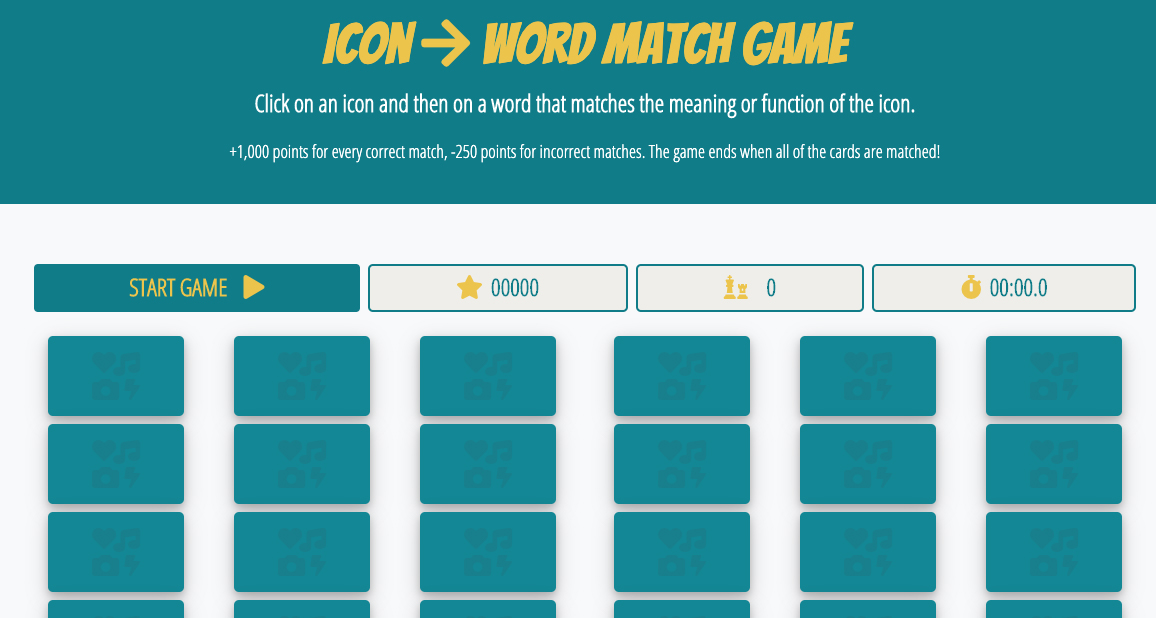 ICON → WORD MATCH GAME
Click on an icon and then on a word that matches the meaning or function of the icon.
+1,000 points for every correct match, -250 points for incorrect matches. The game ends when all of the cards are matched!
START GAME 00000 0 00:00.0